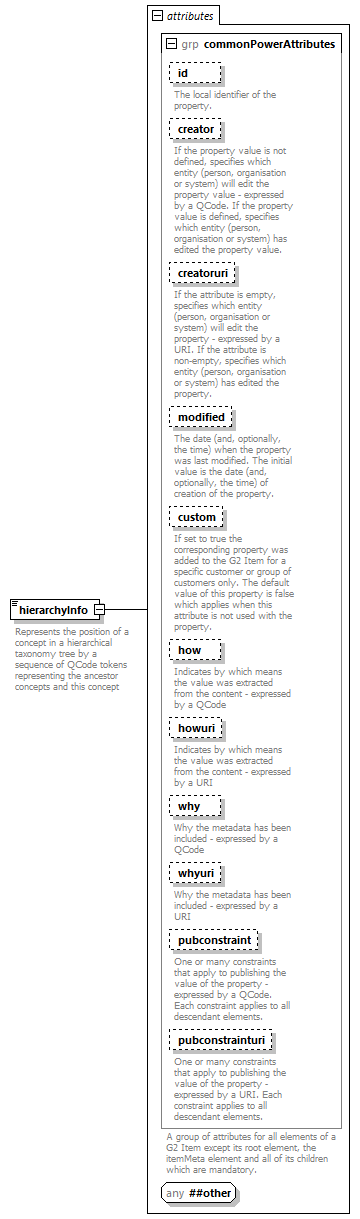 attributes
grp commonPowerAttributes
id
The local identifier of the
property.
creator
If the property value is not
defined, specifies which
entity (person, organisation
or system) will edit the
property value - expressed
by a QCode. If the property
value is defined, specifies
which entity (person,
organisation or system) has
edited the property value.
creatoruri
If the attribute is empty,
specifies which entity
(person, organisation or
system) will edit the
property - expressed by a
URI. If the attribute is
non-empty, specifies which
entity (person, organisation
or system) has edited the
property.
modified
The date (and, optionally,
the time) when the property
was last modified. The initial
value is the date (and,
optionally, the time) of
creation of the property.
custom
If set to true the
corresponding property was
added to the G2 Item for a
specific customer or group of
customers only. The default
value of this property is false
which applies when this
attribute is not used with the
property.
hierarchyInfo
Represents the position of a
concept in a hierarchical
taxonomy tree by a
sequence of QCode tokens
representing the ancestor
concepts and this concept
how
Indicates by which means
the value was extracted
from the content - expressed
by a QCode
howuri
Indicates by which means
the value was extracted
from the content - expressed
by a URI
why
Why the metadata has been
included - expressed by a
QCode
whyuri
Why the metadata has been
included - expressed by a
URI
pubconstraint
One or many constraints
that apply to publishing the
value of the property -
expressed by a QCode.
Each constraint applies to all
descendant elements.
pubconstrainturi
One or many constraints
that apply to publishing the
value of the property -
expressed by a URI. Each
constraint applies to all
descendant elements.
A group of attributes for all elements of a
G2 Item except its root element, the
itemMeta element and all of its children
which are mandatory.
any ##other